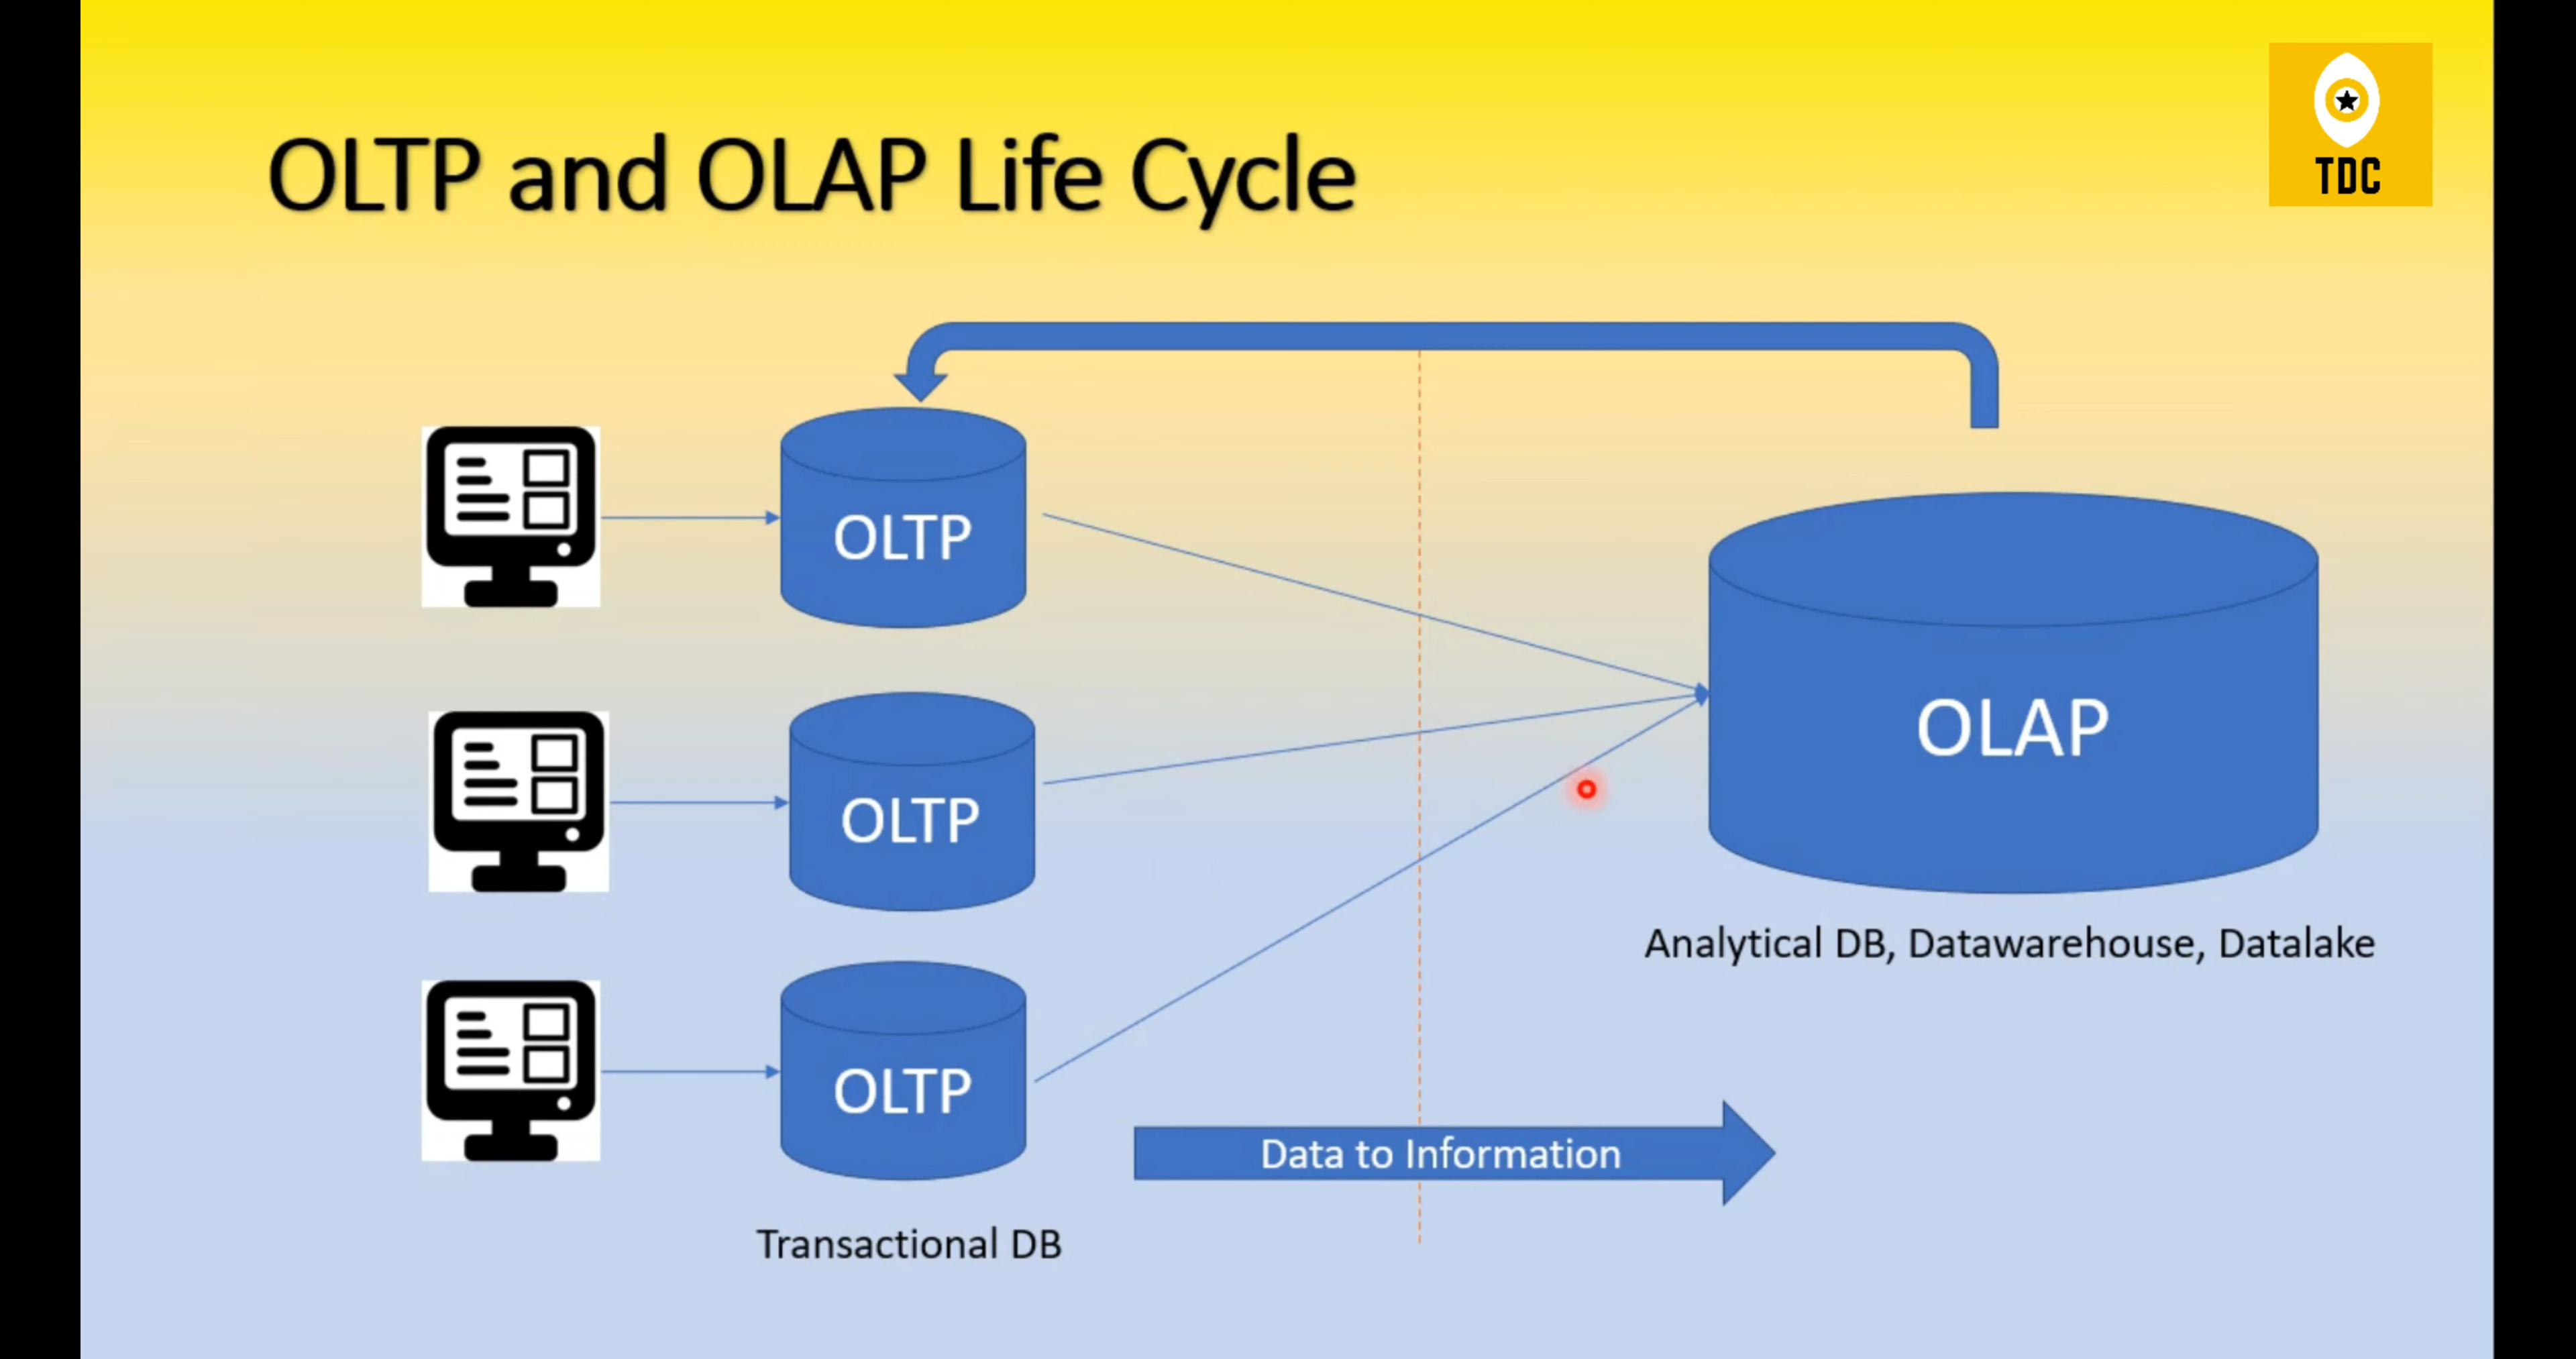 TDC
OLTP and OLAP Life Cycle
OLTP
OLTP
OLAP
Analytical DB, Datawarehouse, Datalake
OLTP
Data to Information
Transactional DB